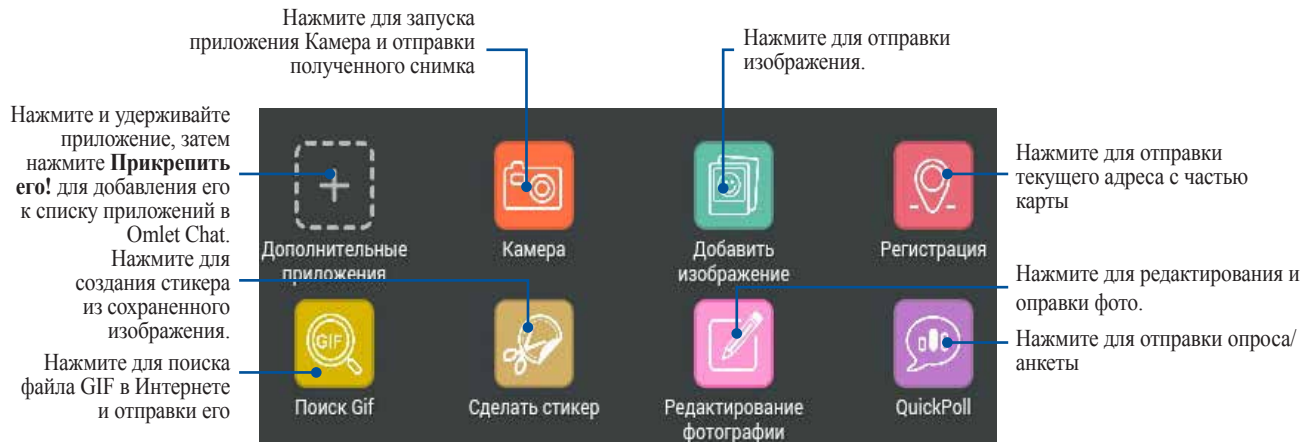 Нажмите для запуска
приложения Камера и отправки
полученного снимка
Нажмите для отправки
изображения.
Нажмите и удерживайте
приложение, затем
нажмите Прикрепить
его! для добавления его
к списку приложений в
Omlet Chat.
Нажмите для
создания стикера
из сохраненного
изображения.
Нажмите для поиска
файла GIF в Интернете
и отправки его
Дополнительные
приложения
Камера
Добавить
изображение
Регистрация
GIF
Поиск Gif
Сделать стикер
Редактирование
фотографии
QuickPoll
Нажмите для отправки
текущего адреса с частью
карты
Нажмите для редактирования и
оправки фото.
Нажмите для отправки опроса/
анкеты